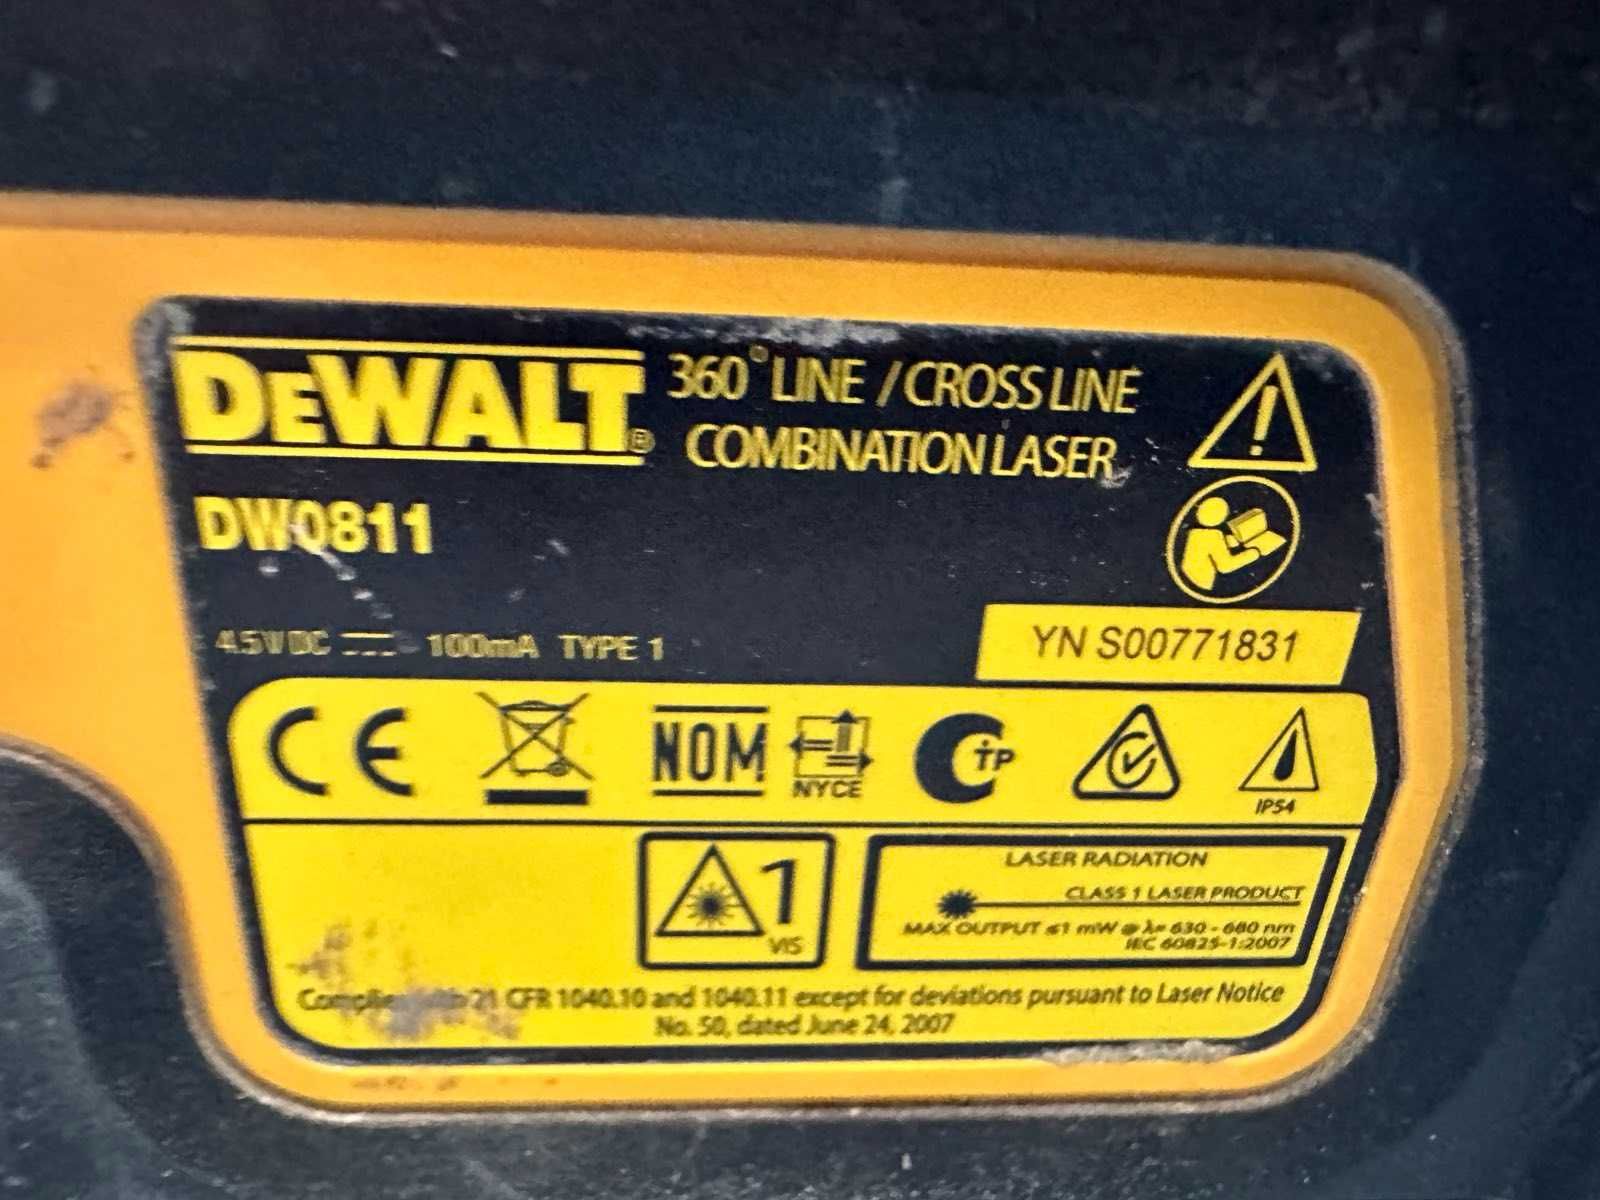 DEWALT®
360° LINE / CROSS LINE
COMBINATION LASER
DW0811
4.5V DC 100mA TYPE 1
YN S00771831
CE
NOM
NYCE
TP
IP54
1
VIS
LASER RADIATION
CLASS 1 LASER PRODUCT
MAX OUTPUT ≤1 mW @ λ= 630 - 680 nm
IEC 60825-1:2007
Complies with 21 CFR 1040.10 and 1040.11 except for deviations pursuant to Laser Notice
No. 50, dated June 24, 2007